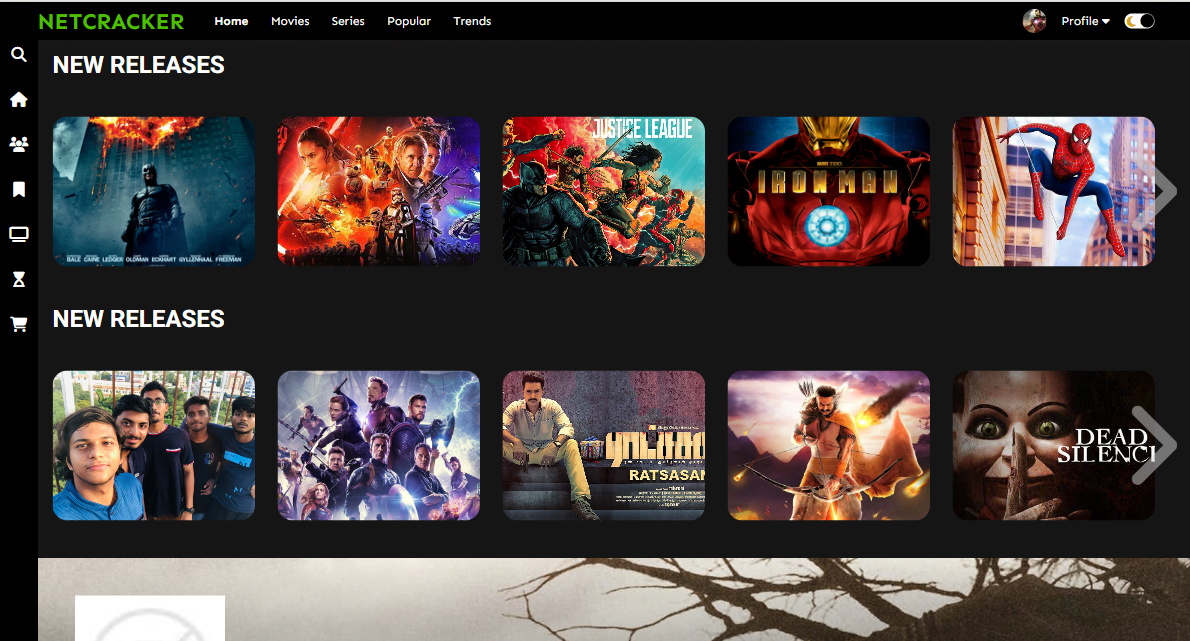 NETCRACKER
Home
Movies
Series
Popular
Trends
Profile
NEW RELEASES
JUSTICE LEAGUE
IRON MAN
BALE CAINE LEDGER OLDMAN ECKHART GYLLENHAAL FREEMAN
NEW RELEASES
RATSASAN
DEAD
SILENC